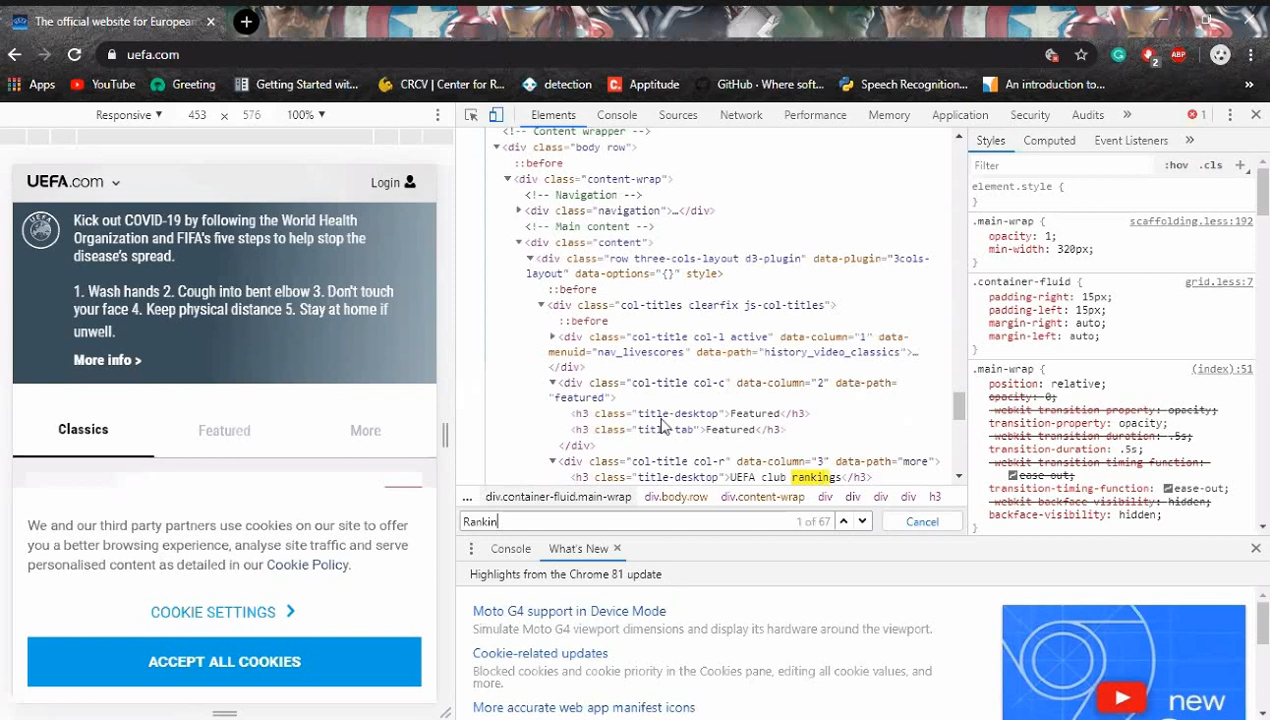 The official website for European
uefa.com
2
ABP
Apps
YouTube
Greeting
Getting Started wit...
CRCV | Center for R...
detection
Apptitude
GitHub · Where soft...
Speech Recognition...
An introduction to...
»
Responsive
453
x
576
100%
Elements
Console
Sources
Network
Performance
Memory
Application
Security
Audits
»
1
UEFA.com
Login
Kick out COVID-19 by following the World Health
Organization and FIFA's five steps to help stop the
disease's spread.
1. Wash hands 2. Cough into bent elbow 3. Don't touch
your face 4. Keep physical distance 5. Stay at home if
unwell.
More info >
Classics
Featured
More
We and our third party partners use cookies on our site to offer
you a better browsing experience, analyse site traffic and serve
personalised content as detailed in our Cookie Policy.
COOKIE SETTINGS
ACCEPT ALL COOKIES
<!-- Content wrapper -->
<div class="body row">
::before
<div class="content-wrap">
<!-- Navigation -->
<div class="navigation">…</div>
<!-- Main content -->
<div class="content">
<div class="row three-cols-layout d3-plugin" data-plugin="3cols-
layout" data-options="{}" style>
::before
<div class="col-titles clearfix js-col-titles">
::before
<div class="col-title col-l active" data-column="1" data-
menuid="nav_livescores" data-path="history_video_classics">…
</div>
<div class="col-title col-c" data-column="2" data-path=
"featured">
<h3 class="title-desktop">Featured</h3>
<h3 class="title-tab">Featured</h3>
</div>
<div class="col-title col-r" data-column="3" data-path="more">
<h3 class="title-desktop">UEFA club rankings</h3>
...
div.container-fluid.main-wrap
div.body.row
div.content-wrap
div
div
div
h3
Rankin
1 of 67
Cancel
Styles
Computed
Event Listeners
»
Filter
:hov
.cls
+
element.style {
}
.main-wrap {
scaffolding.less:192
opacity: 1;
min-width: 320px;
}
.container-fluid {
grid.less:7
padding-right: 15px;
padding-left: 15px;
margin-right: auto;
margin-left: auto;
}
.main-wrap {
(index):51
position: relative;
opacity: 0;
-webkit-transition-property: opacity;
transition-property: opacity;
-webkit-transition-duration: .5s;
transition-duration: .5s;
-webkit-transition-timing-function:
ease-out;
transition-timing-function: ease-out;
-webkit-backface-visibility: hidden;
backface-visibility: hidden;
}
Console
What's New
Highlights from the Chrome 81 update
Moto G4 support in Device Mode
Simulate Moto G4 viewport dimensions and display its hardware around the viewport.
Cookie-related updates
Blocked cookies and cookie priority in the Cookies pane, editing all cookie values, and
more.
More accurate web app manifest icons
new